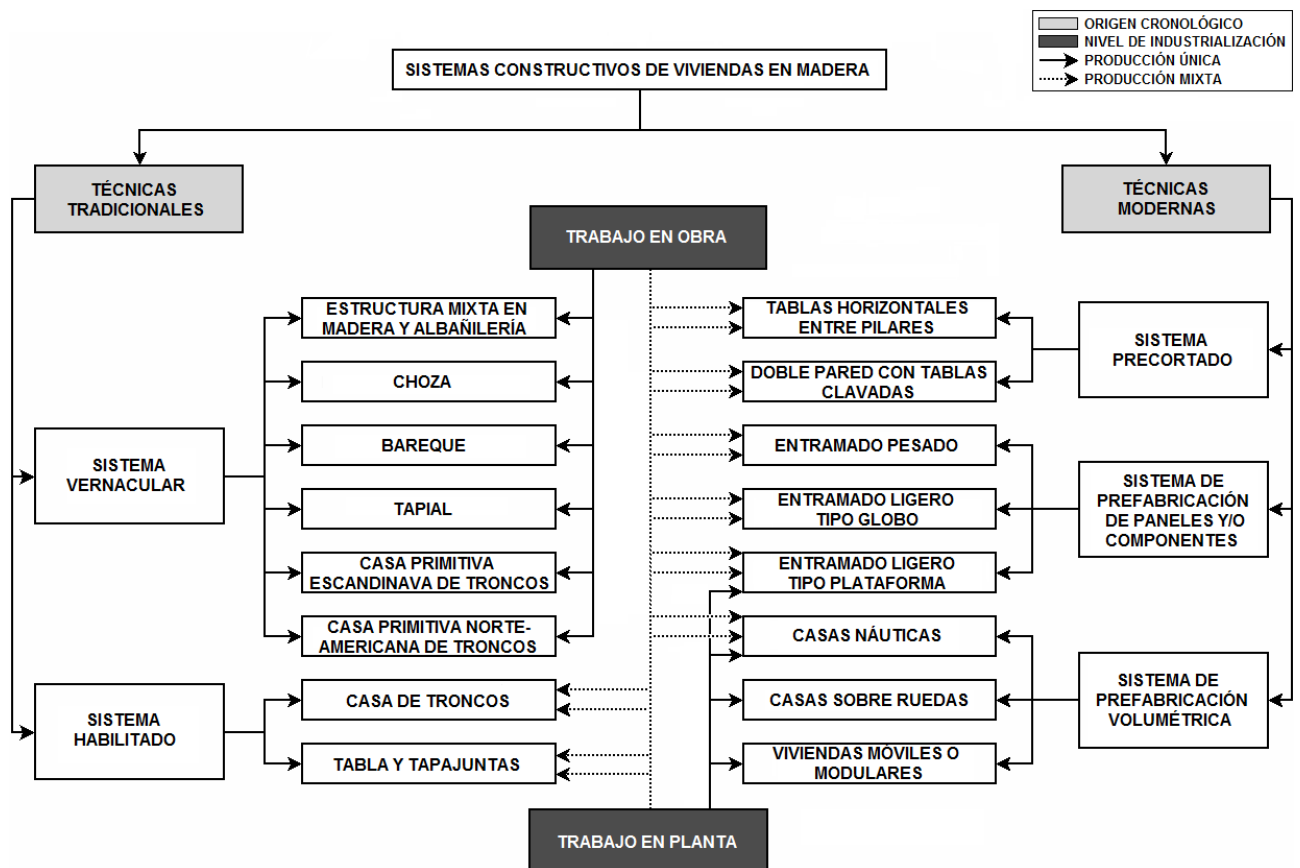 ORIGEN CRONOLÓGICO
NIVEL DE INDUSTRIALIZACIÓN
PRODUCCIÓN ÚNICA
PRODUCCIÓN MIXTA
SISTEMAS CONSTRUCTIVOS DE VIVIENDAS EN MADERA
TÉCNICAS
TRADICIONALES
TÉCNICAS
MODERNAS
TRABAJO EN OBRA
ESTRUCTURA MIXTA EN
MADERA Y ALBAÑILERÍA
CHOZA
BAREQUE
TAPIAL
CASA PRIMITIVA
ESCANDINAVA DE TRONCOS
CASA PRIMITIVA NORTE-
AMERICANA DE TRONCOS
SISTEMA
VERNACULAR
SISTEMA
HABILITADO
CASA DE TRONCOS
TABLA Y TAPAJUNTAS
TABLAS HORIZONTALES
ENTRE PILARES
DOBLE PARED CON TABLAS
CLAVADAS
ENTRAMADO PESADO
ENTRAMADO LIGERO
TIPO GLOBO
ENTRAMADO LIGERO
TIPO PLATAFORMA
CASAS NÁUTICAS
CASAS SOBRE RUEDAS
VIVIENDAS MÓVILES O
MODULARES
SISTEMA
PRECORTADO
SISTEMA DE
PREFABRICACIÓN
DE PANELES Y/O
COMPONENTES
SISTEMA DE
PREFABRICACIÓN
VOLUMÉTRICA
TRABAJO EN PLANTA